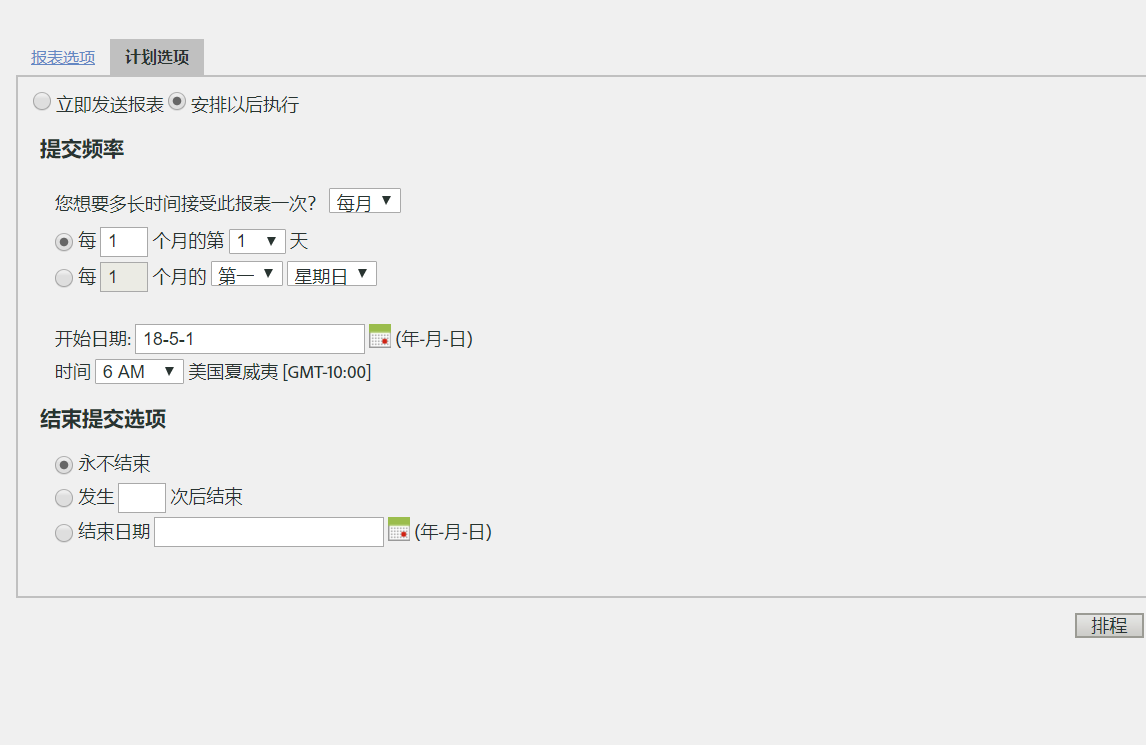 报表选项 计划选项
立即发送报表 安排以后执行
提交频率
您想要多长时间接受此报表一次? 每月
每 1 个月的第 1 天
每 1 个月的 第一 星期日
开始日期: 18-5-1 (年-月-日)
时间 6 AM 美国夏威夷 [GMT-10:00]
结束提交选项
永不结束
发生 次后结束
结束日期 (年-月-日)
排程